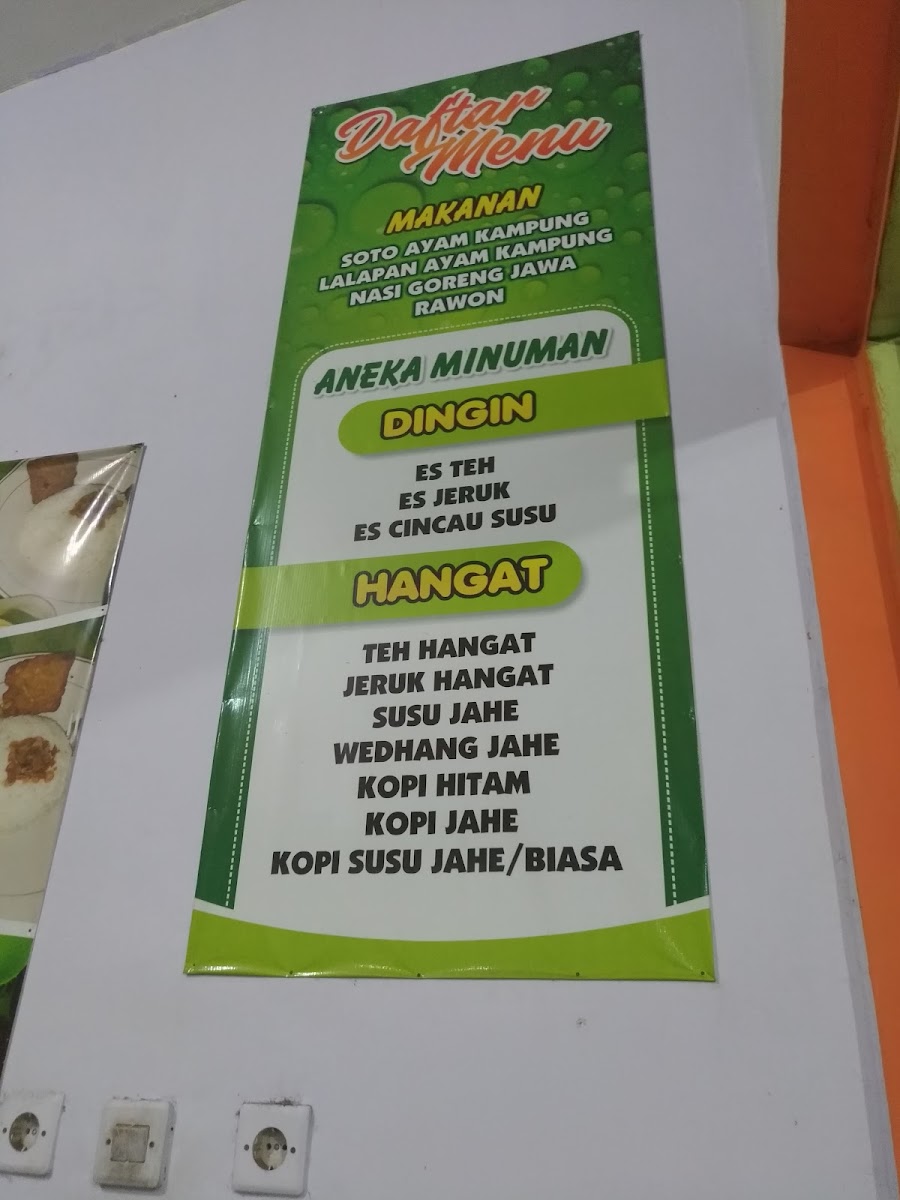 Daftar
Menu
MAKANAN
SOTO AYAM KAMPUNG
LALAPAN AYAM KAMPUNG
NASI GORENG JAWA
RAWON
ANEKA MINUMAN
DINGIN
ES TEH
ES JERUK
ES CINCAU SUSU
HANGAT
TEH HANGAT
JERUK HANGAT
SUSU JAHE
WEDHANG JAHE
KOPI HITAM
KOPI JAHE
KOPI SUSU JAHE/BIASA